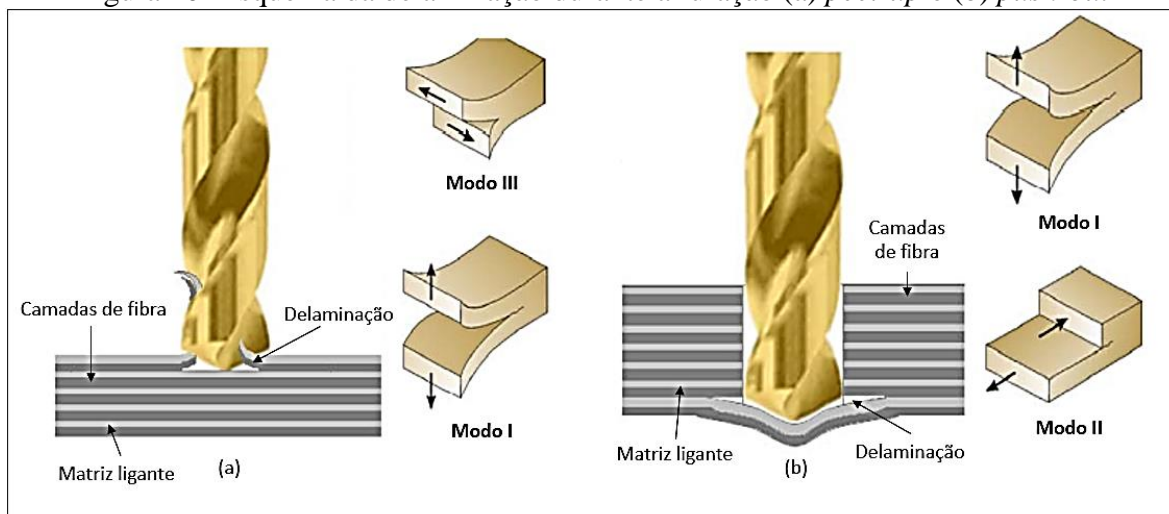 Modo III
Camadas de fibra
Delaminação
Modo I
Matriz ligante
(a)
Modo I
Camadas
de fibra
Modo II
Matriz ligante
(b)
Delaminação